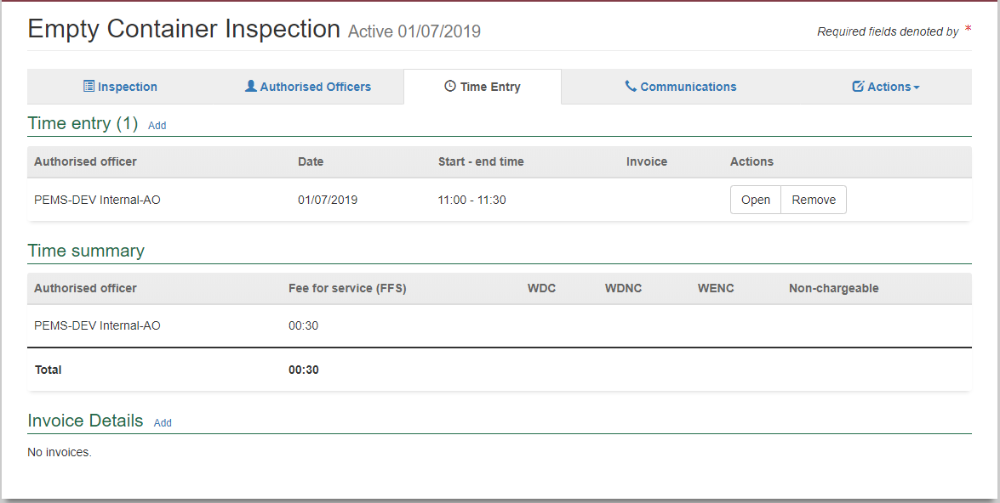 Empty Container Inspection Active 01/07/2019
Required fields denoted by *
Inspection
Authorised Officers
Time Entry
Communications
Actions
Time entry (1) Add
Authorised officer Date Start - end time Invoice Actions
PEMS-DEV Internal-AO 01/07/2019 11:00 - 11:30 Open Remove
Time summary
Authorised officer Fee for service (FFS) WDC WDNC WENC Non-chargeable
PEMS-DEV Internal-AO 00:30
Total 00:30
Invoice Details Add
No invoices.